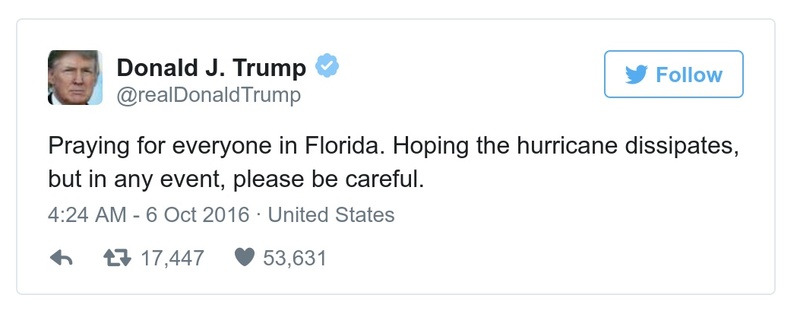 Donald J. Trump
@realDonaldTrump
Follow
Praying for everyone in Florida. Hoping the hurricane dissipates,
but in any event, please be careful.
4:24 AM - 6 Oct 2016 · United States
17,447 53,631